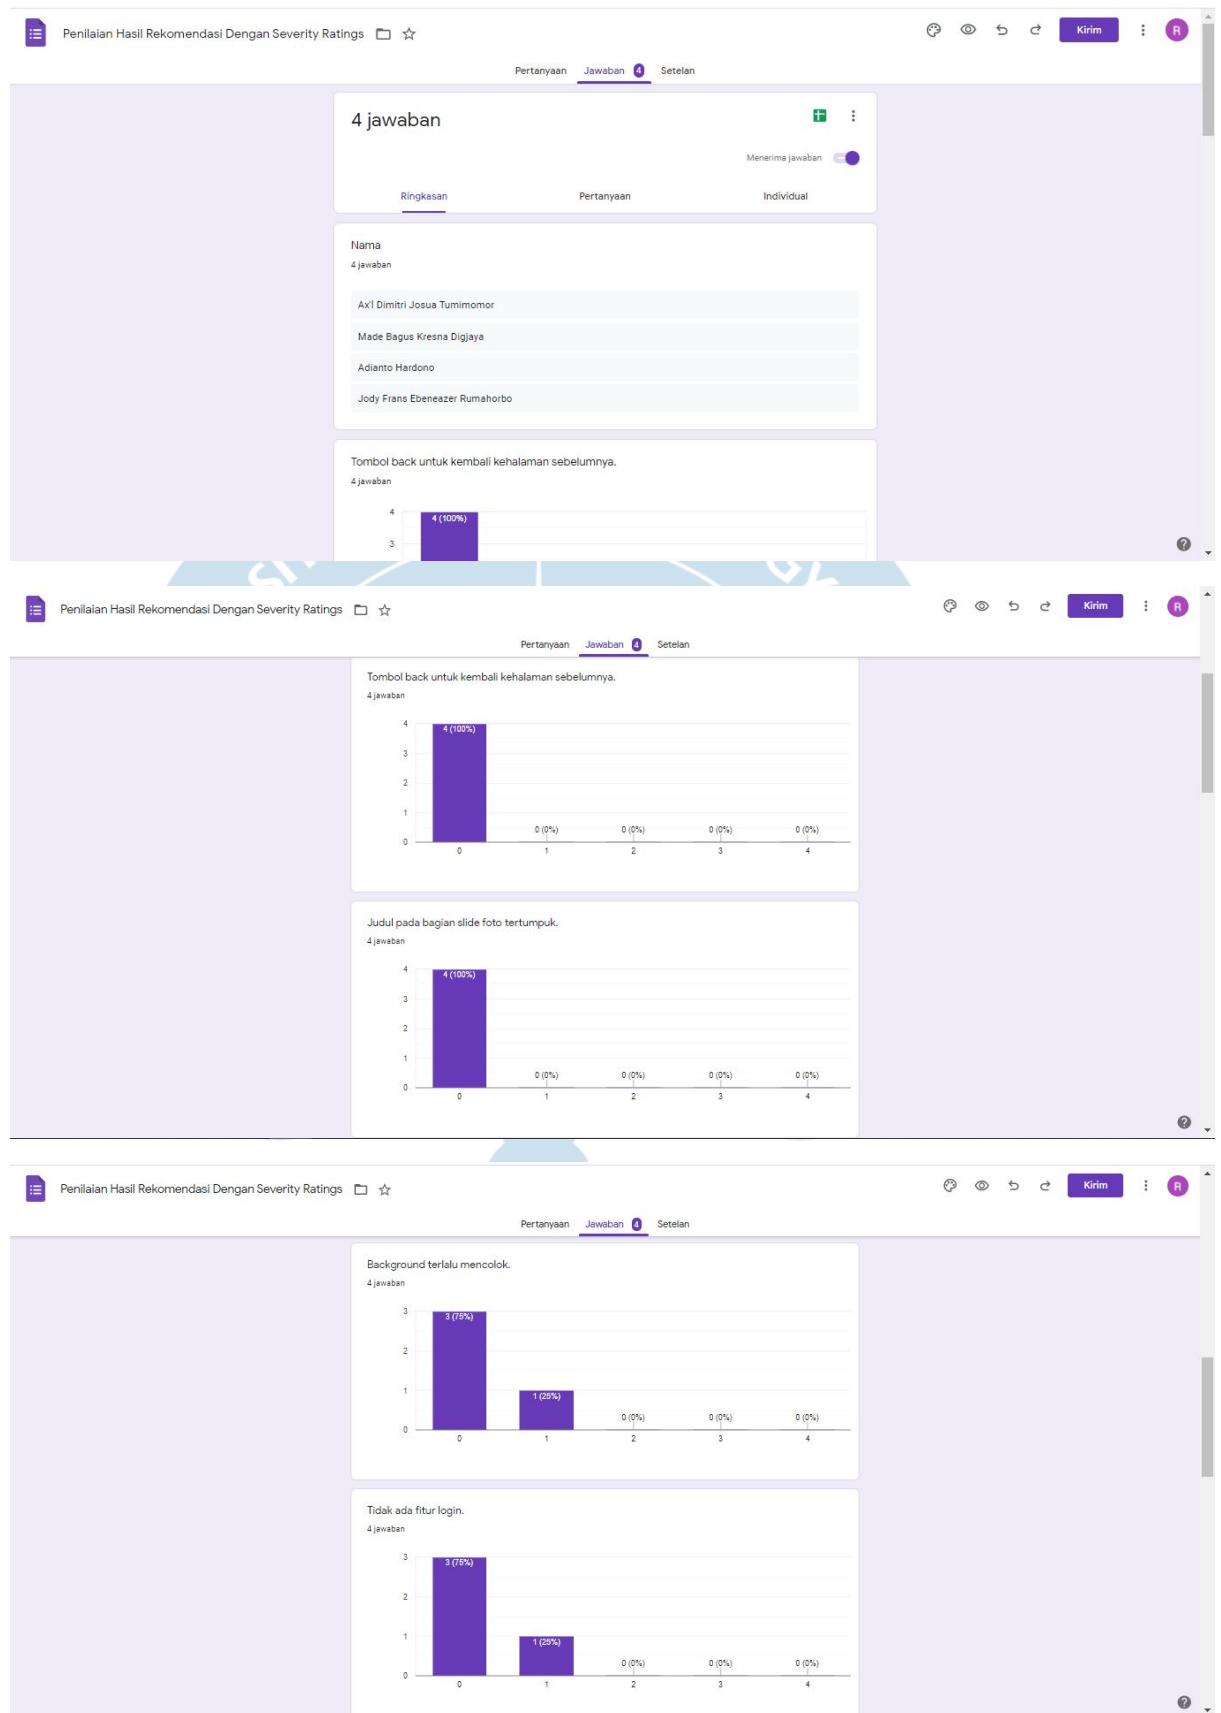 Penilaian Hasil Rekomendasi Dengan Severity Ratings
Kirim
R
Pertanyaan Jawaban 4 Setelan
4 jawaban
Menerima jawaban
Ringkasan Pertanyaan Individual
Nama
4 jawaban
Ax'l Dimitri Josua Tumimomor
Made Bagus Kresna Digjaya
Adianto Hardono
Jody Frans Ebeneazer Rumahorbo
Tombol back untuk kembali kehalaman sebelumnya.
4 jawaban
4
4 (100%)
3
Penilaian Hasil Rekomendasi Dengan Severity Ratings
Kirim
R
Pertanyaan Jawaban 4 Setelan
Tombol back untuk kembali kehalaman sebelumnya.
4 jawaban
4
4 (100%)
3
2
1
0 (0%) 0 (0%) 0 (0%) 0 (0%)
0
0 1 2 3 4
Judul pada bagian slide foto tertumpuk.
4 jawaban
4
4 (100%)
3
2
1
0 (0%) 0 (0%) 0 (0%) 0 (0%)
0
0 1 2 3 4
Penilaian Hasil Rekomendasi Dengan Severity Ratings
Kirim
R
Pertanyaan Jawaban 4 Setelan
Background terlalu mencolok.
4 jawaban
3
3 (75%)
2
1
1 (25%)
0 (0%) 0 (0%) 0 (0%)
0
0 1 2 3 4
Tidak ada fitur login.
4 jawaban
3
3 (75%)
2
1
1 (25%)
0 (0%) 0 (0%) 0 (0%)
0
0 1 2 3 4